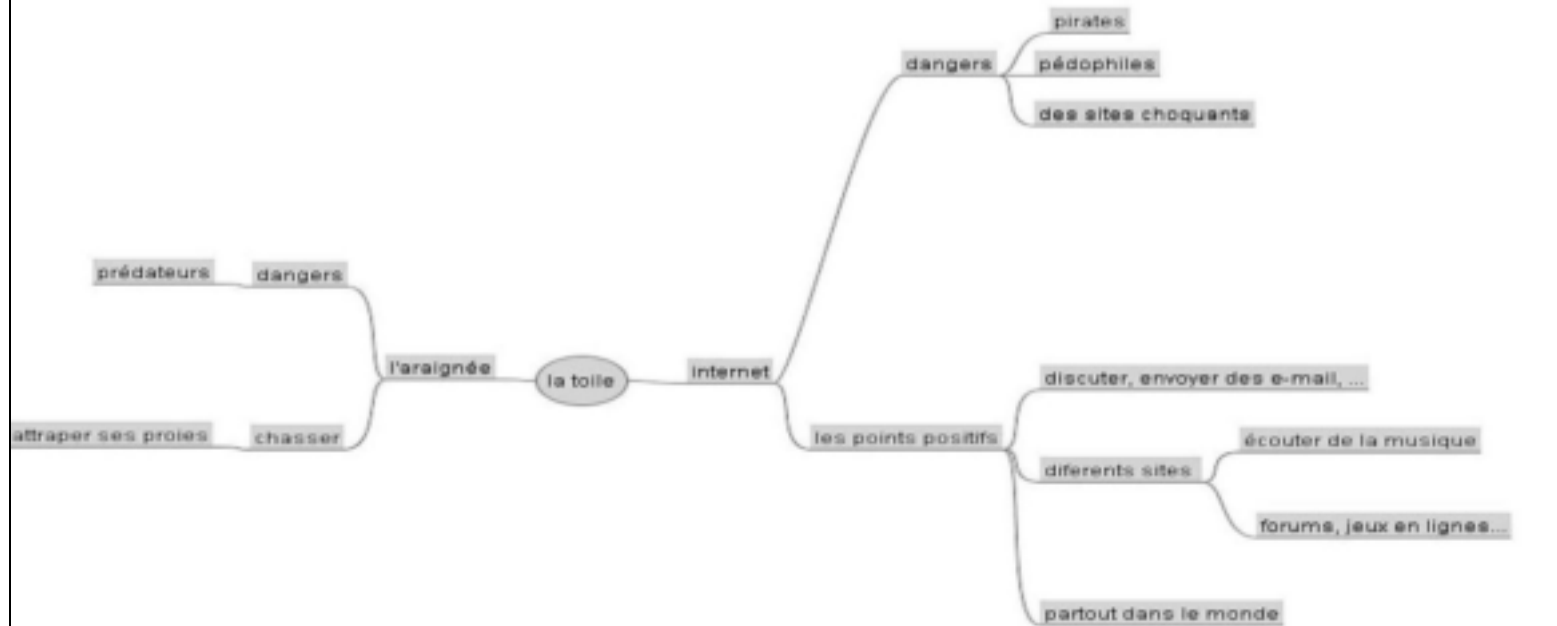 pirates
dangers
pédophiles
des sites choquants
prédateurs
dangers
l'araignée
la toile
internet
attraper ses proies
chasser
discuter, envoyer des e-mail, ...
les points positifs
écouter de la musique
diferents sites
forums, jeux en lignes...
partout dans le monde